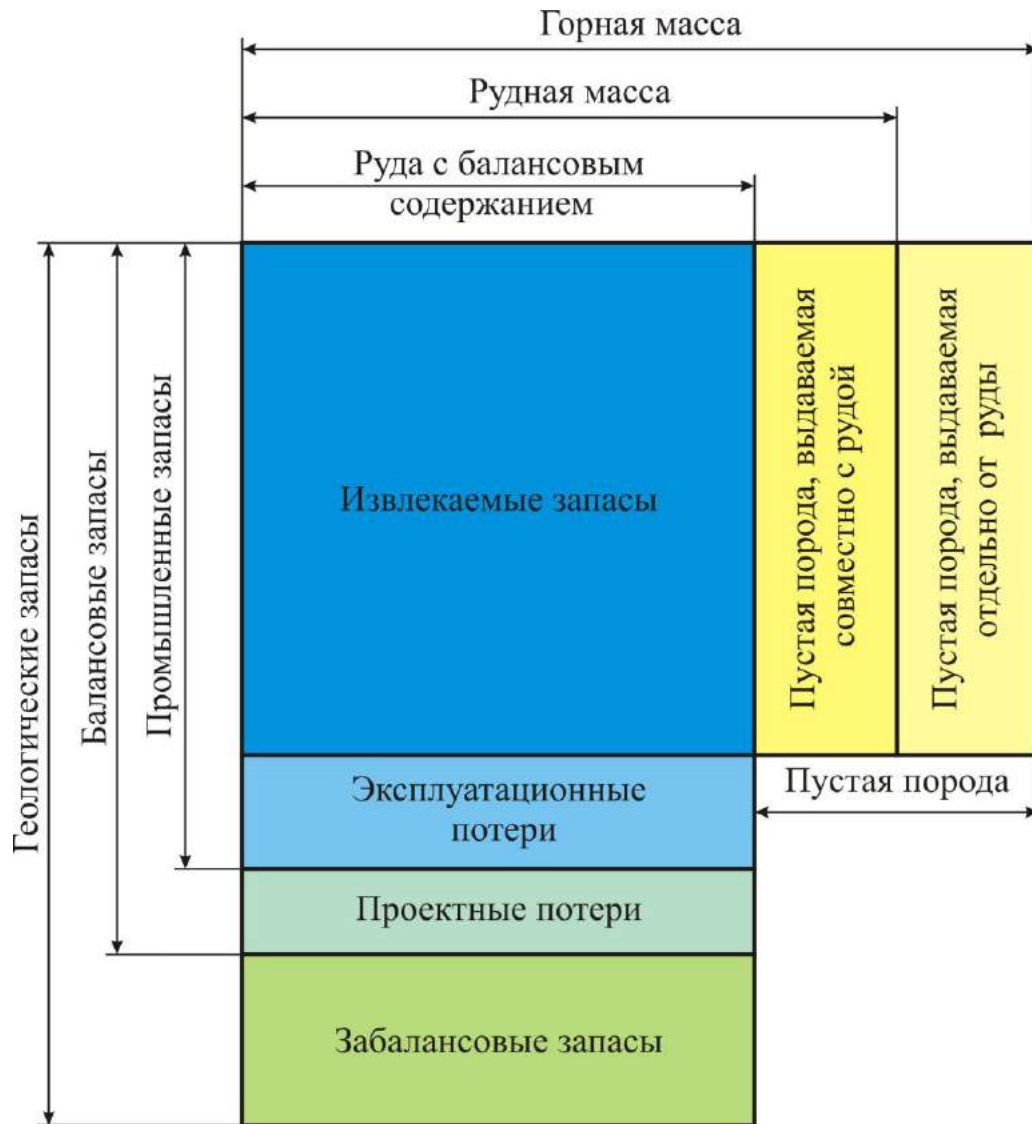 Горная масса
Рудная масса
Руда с балансовым
содержанием
Геологические запасы
Балансовые запасы
Промышленные запасы
Извлекаемые запасы
Пустая порода, выдаваемая
совместно с рудой
Пустая порода, выдаваемая
отдельно от руды
Эксплуатационные
потери
Пустая порода
Проектные потери
Забалансовые запасы